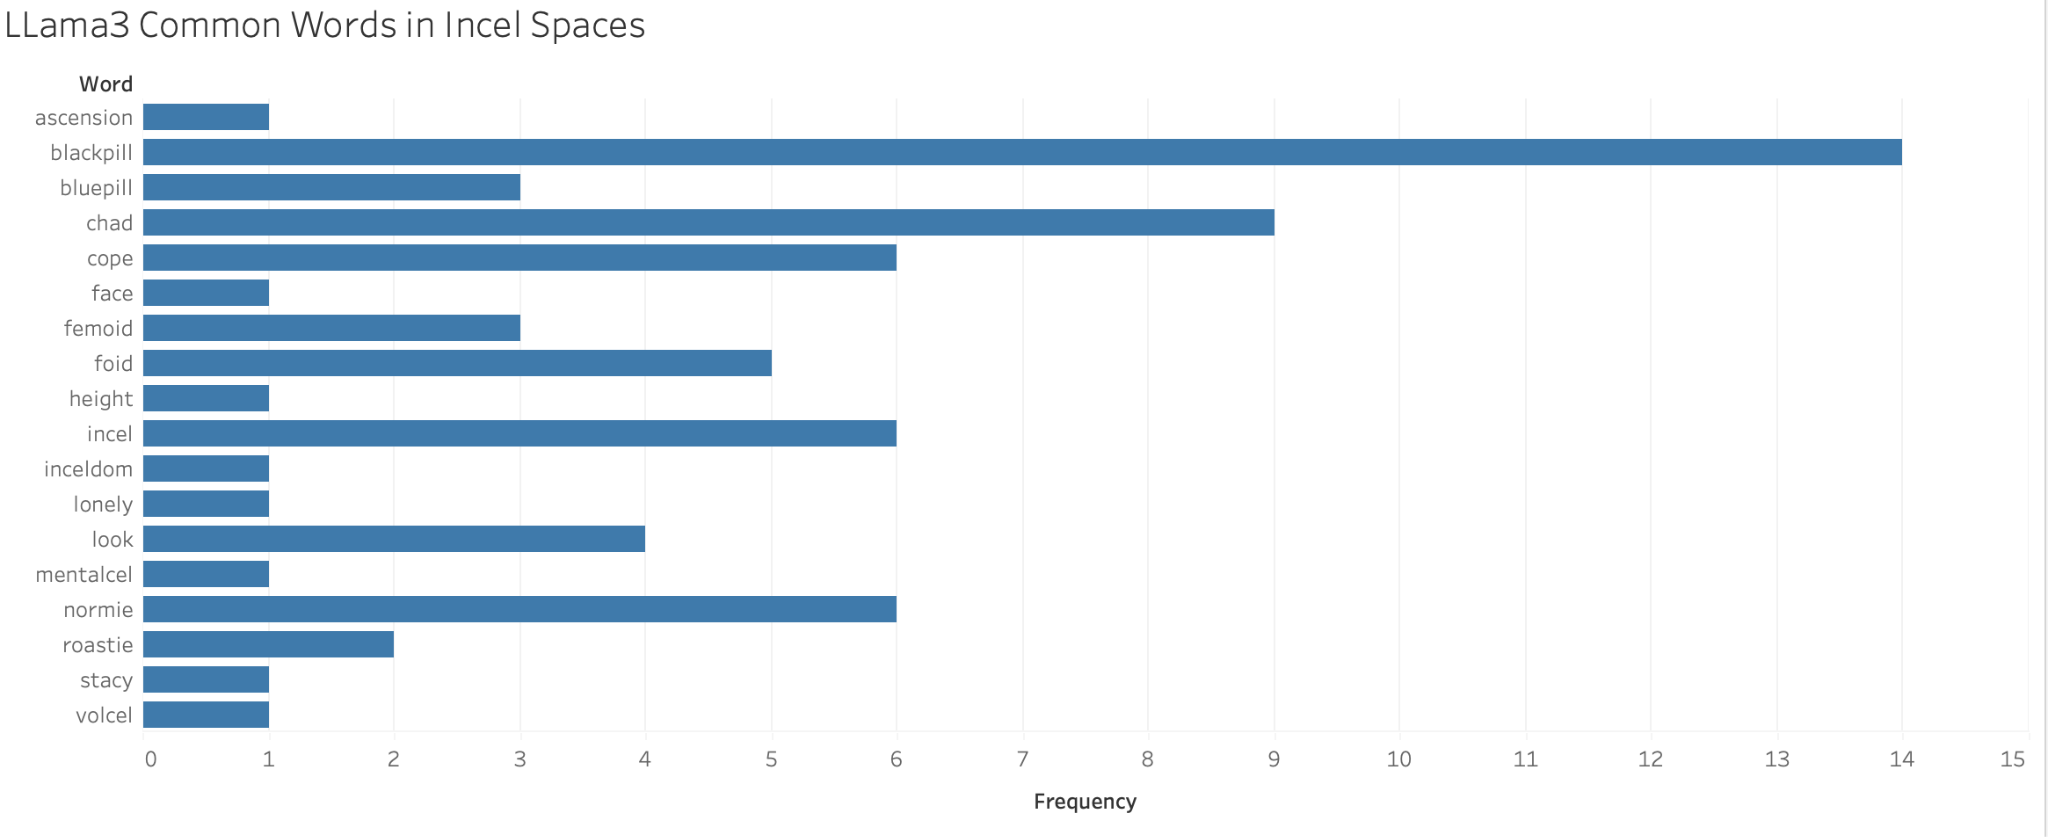 LLama3 Common Words in Incel Spaces
Word
ascension
blackpill
bluepill
chad
cope
face
femoid
foid
height
incel
inceldom
lonely
look
mentalcel
normie
roastie
stacy
volcel
0 1 2 3 4 5 6 7 8 9 10 11 12 13 14 15
Frequency